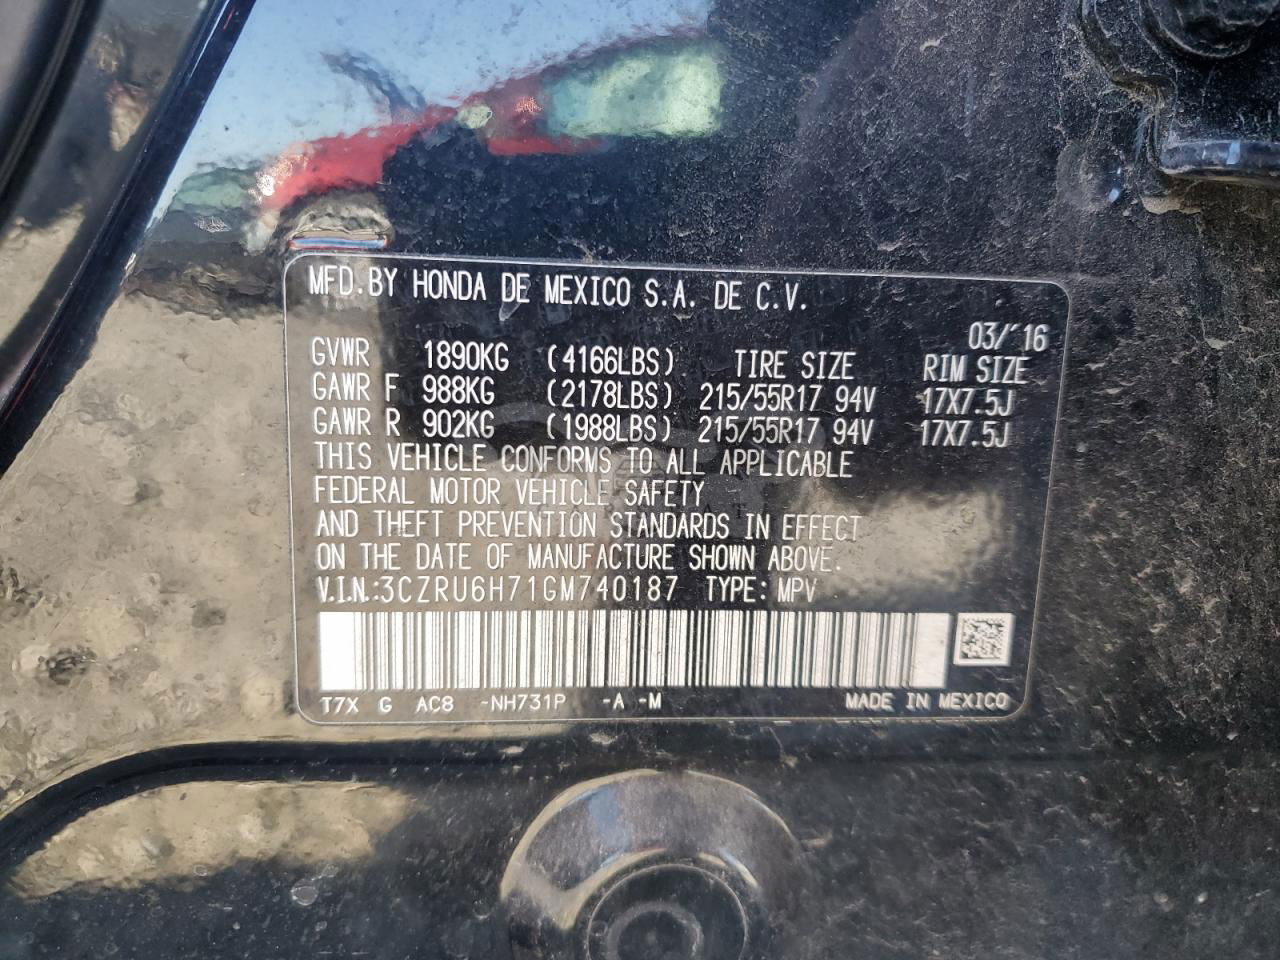 MFD.BY HONDA DE MEXICO S.A. DE C.V.
03/'16
GVWR 1890KG (4166LBS) TIRE SIZE RIM SIZE
GAWR F 988KG (2178LBS) 215/55R17 94V 17X7.5J
GAWR R 902KG (1988LBS) 215/55R17 94V 17X7.5J
THIS VEHICLE CONFORMS TO ALL APPLICABLE
FEDERAL MOTOR VEHICLE SAFETY
AND THEFT PREVENTION STANDARDS IN EFFECT
ON THE DATE OF MANUFACTURE SHOWN ABOVE.
V.I.N.:3CZRU6H71GM740187 TYPE: MPV
T7X G AC8 -NH731P -A -M MADE IN MEXICO